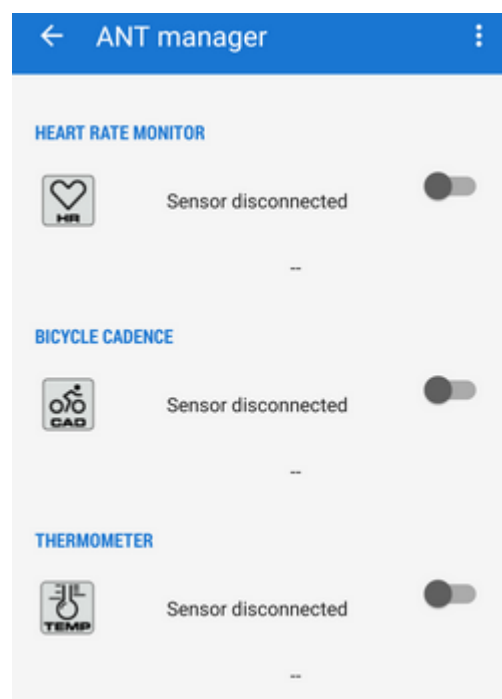 ANT manager
HEART RATE MONITOR
HR
Sensor disconnected
--
BICYCLE CADENCE
CAD
Sensor disconnected
--
THERMOMETER
TEMP
Sensor disconnected
--